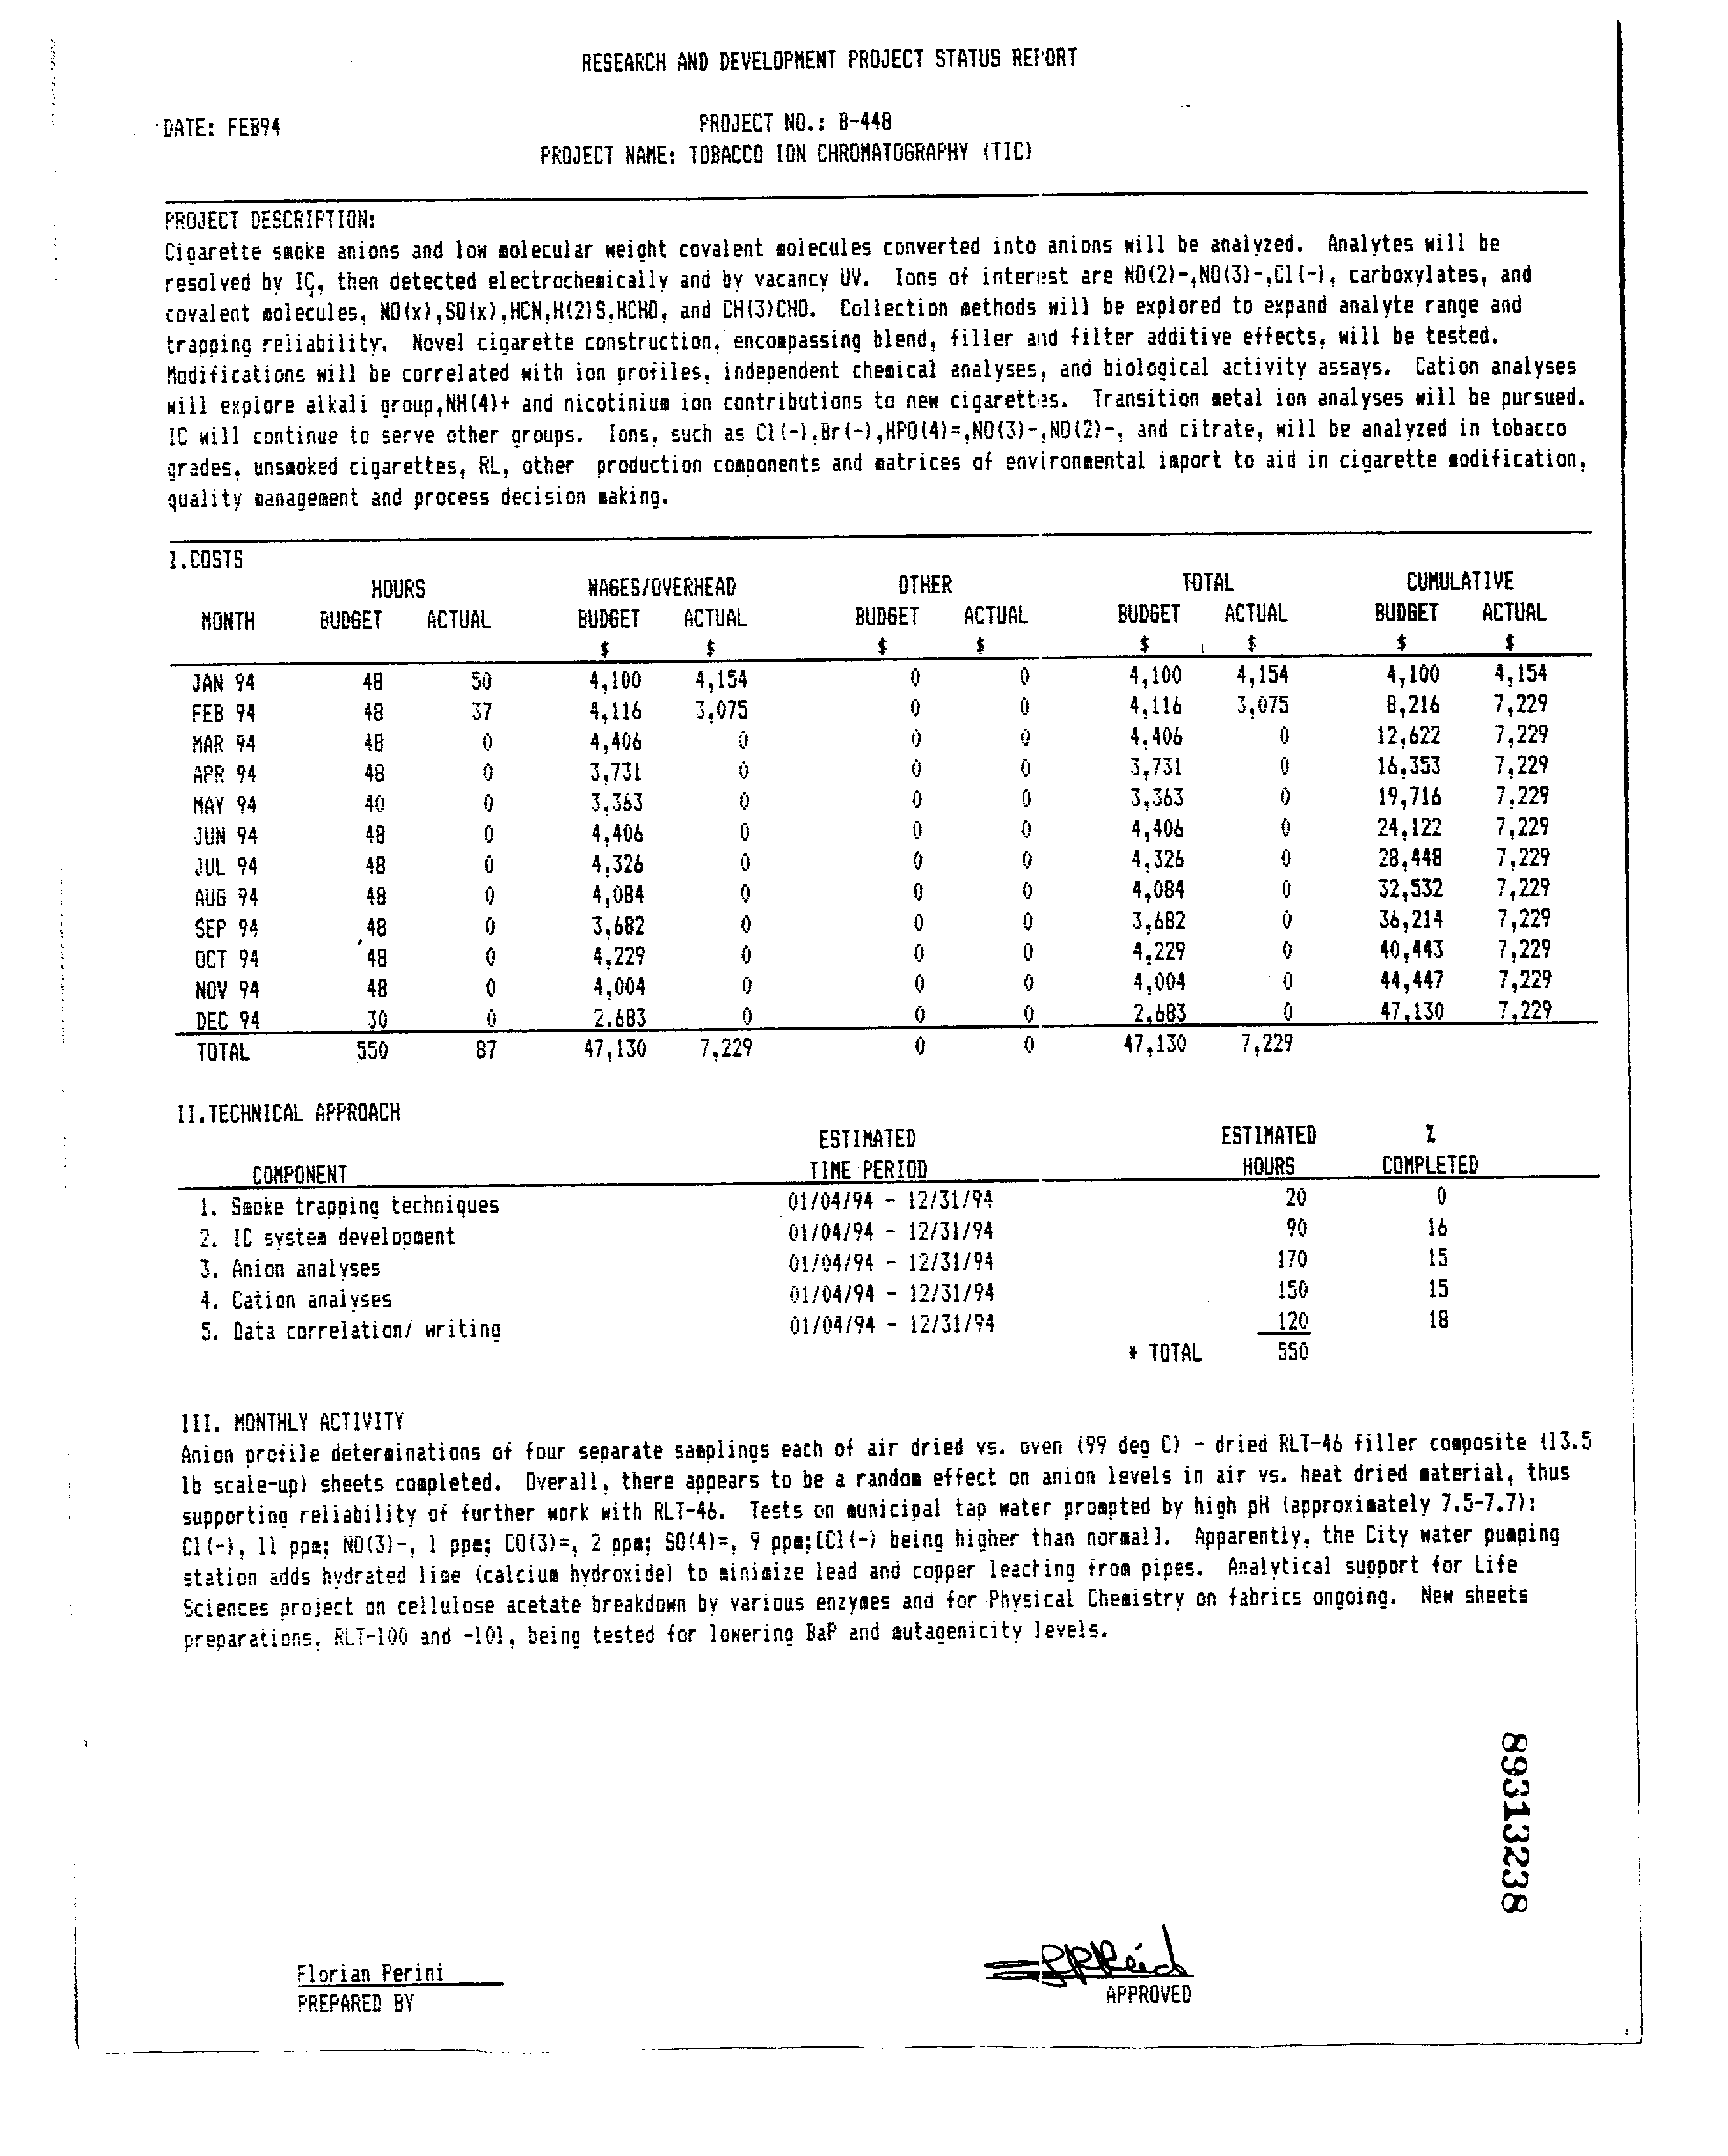 RESEARCH AND DEVELOPMENT PROJECT STATUS REPORT
DATE: FEB94
PROJECT NO.: B-448
PROJECT NAME: TOBACCO ION CHROMATOGRAPHY (TIC)
PROJECT DESCRIPTION:
Cigarette smoke anions and low molecular weight covalent molecules converted into anions will be analyzed. Analytes will be
resolved by IC, then detected electrochemically and by vacancy UV. Ions of interest are NO(2)-,NO(3)-,Cl(-), carboxylates, and
covalent molecules, NO(x),SO(x),HCN,H(2)S,HCHO, and CH(3)CHO. Collection methods will be explored to expand analyte range and
trapping reliability. Novel cigarette construction, encompassing blend, filler and filter additive effects, will be tested.
Modifications will be correlated with ion profiles, independent chemical analyses, and biological activity assays. Cation analyses
will explore alkali group,NH(4)+ and nicotinium ion contributions to new cigarettes. Transition metal ion analyses will be pursued.
IC will continue to serve other groups. Ions, such as Cl(-),Br(-),HPO(4)=,NO(3)-,NO(2)-, and citrate, will be analyzed in tobacco
grades, unsmoked cigarettes, RL, other production components and matrices of environmental import to aid in cigarette modification,
quality management and process decision making.
I.COSTS
HOURS WAGES/OVERHEAD OTHER TOTAL CUMULATIVE
MONTH BUDGET ACTUAL BUDGET ACTUAL BUDGET ACTUAL BUDGET ACTUAL BUDGET ACTUAL
$ $ $ $ $ $ $ $
JAN 94 48 50 4,100 4,154 0 0 4,100 4,154 4,100 4,154
FEB 94 48 37 4,116 3,075 0 0 4,116 3,075 8,216 7,229
MAR 94 48 0 4,406 0 0 0 4,406 0 12,622 7,229
APR 94 48 0 3,731 0 0 0 3,731 0 16,353 7,229
MAY 94 40 0 3,363 0 0 0 3,363 0 19,716 7,229
JUN 94 48 0 4,406 0 0 0 4,406 0 24,122 7,229
JUL 94 48 0 4,326 0 0 0 4,326 0 28,448 7,229
AUG 94 48 0 4,084 0 0 0 4,084 0 32,532 7,229
SEP 94 48 0 3,682 0 0 0 3,682 0 36,214 7,229
OCT 94 48 0 4,229 0 0 0 4,229 0 40,443 7,229
NOV 94 48 0 4,004 0 0 0 4,004 0 44,447 7,229
DEC 94 30 0 2,683 0 0 0 2,683 0 47,130 7,229
TOTAL 550 87 47,130 7,229 0 0 47,130 7,229
II.TECHNICAL APPROACH
ESTIMATED ESTIMATED %
COMPONENT TIME PERIOD HOURS COMPLETED
1. Smoke trapping techniques 01/04/94 - 12/31/94 20 0
2. IC system development 01/04/94 - 12/31/94 90 16
3. Anion analyses 01/04/94 - 12/31/94 170 15
4. Cation analyses 01/04/94 - 12/31/94 150 15
5. Data correlation/ writing 01/04/94 - 12/31/94 120 18
* TOTAL 550
III. MONTHLY ACTIVITY
Anion profile determinations of four separate samplings each of air dried vs. oven (99 deg C) - dried RLT-46 filler composite (13.5
lb scale-up) sheets completed. Overall, there appears to be a random effect on anion levels in air vs. heat dried material, thus
supporting reliability of further work with RLT-46. Tests on municipal tap water prompted by high pH (approximately 7.5-7.7):
Cl(-), 11 ppm; NO(3)-, 1 ppm; CO(3)=, 2 ppm; SO(4)=, 9 ppm;[Cl(-) being higher than normal]. Apparently, the City water pumping
station adds hydrated lime (calcium hydroxide) to minimize lead and copper leaching from pipes. Analytical support for Life
Sciences project on cellulose acetate breakdown by various enzymes and for Physical Chemistry on fabrics ongoing. New sheets
preparations, RLT-100 and -101, being tested for lowering BaP and mutagenicity levels.
89313238
Florian Perini
PREPARED BY
APPROVED